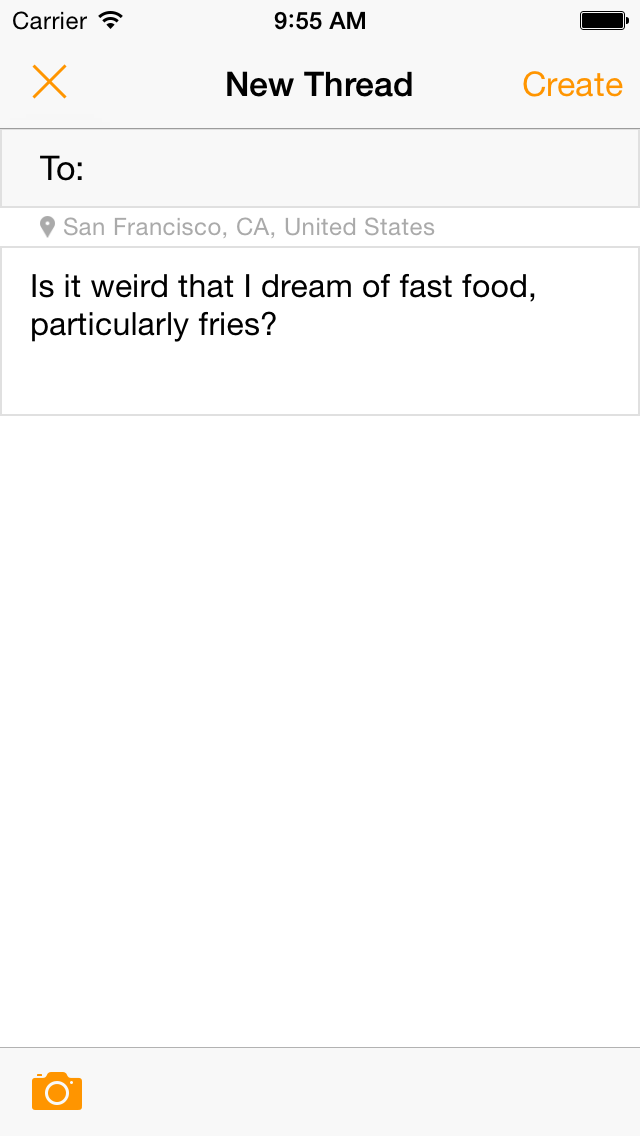 Carrier 9:55 AM
New Thread Create
To:
San Francisco, CA, United States
Is it weird that I dream of fast food,
particularly fries?